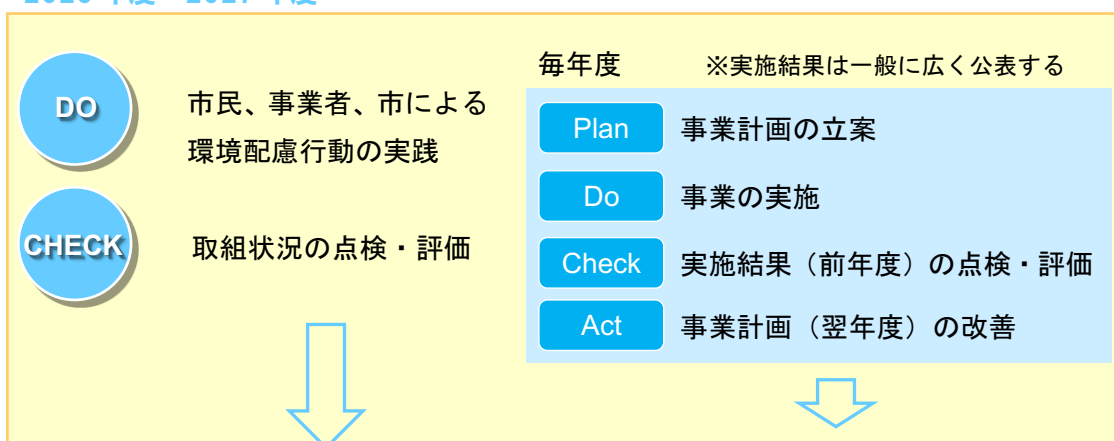 DO
市民、事業者、市による
環境配慮行動の実践
CHECK
取組状況の点検・評価
毎年度
※実施結果は一般に広く公表する
Plan
事業計画の立案
Do
事業の実施
Check
実施結果（前年度）の点検・評価
Act
事業計画（翌年度）の改善